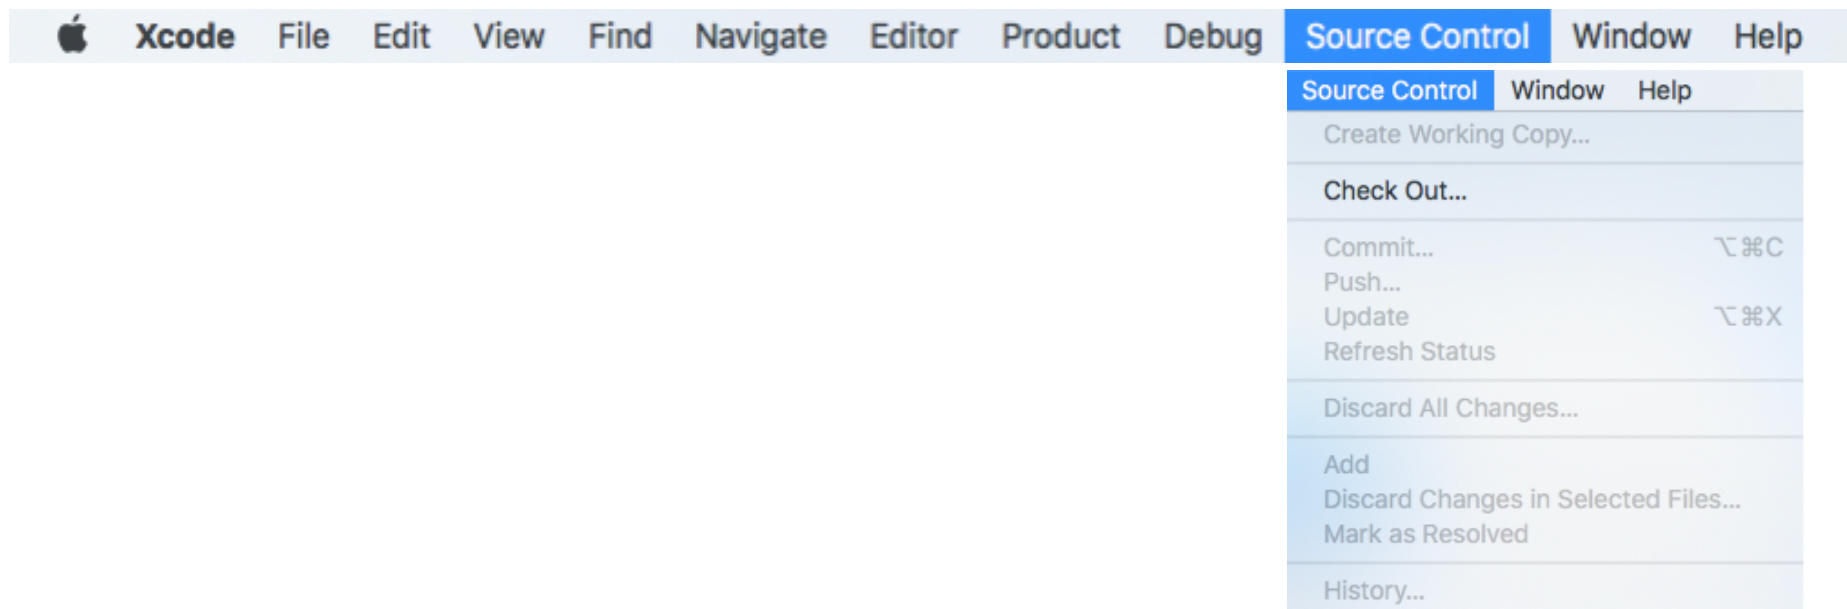 Xcode File Edit View Find Navigate Editor Product Debug Source Control Window Help
Source Control Window Help
Create Working Copy...
Check Out...
Commit... ⌥⌘C
Push...
Update ⌥⌘X
Refresh Status
Discard All Changes...
Add
Discard Changes in Selected Files...
Mark as Resolved
History...